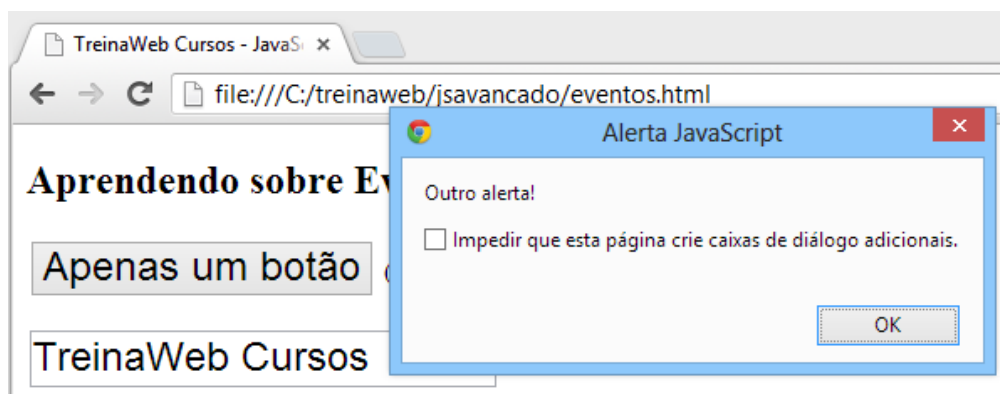 TreinaWeb Cursos - JavaS
file:///C:/treinaweb/jsavancado/eventos.html
Alerta JavaScript
Aprendendo sobre
Outro alerta!
Impedir que esta página crie caixas de diálogo adicionais.
Apenas um botão
OK
TreinaWeb Cursos